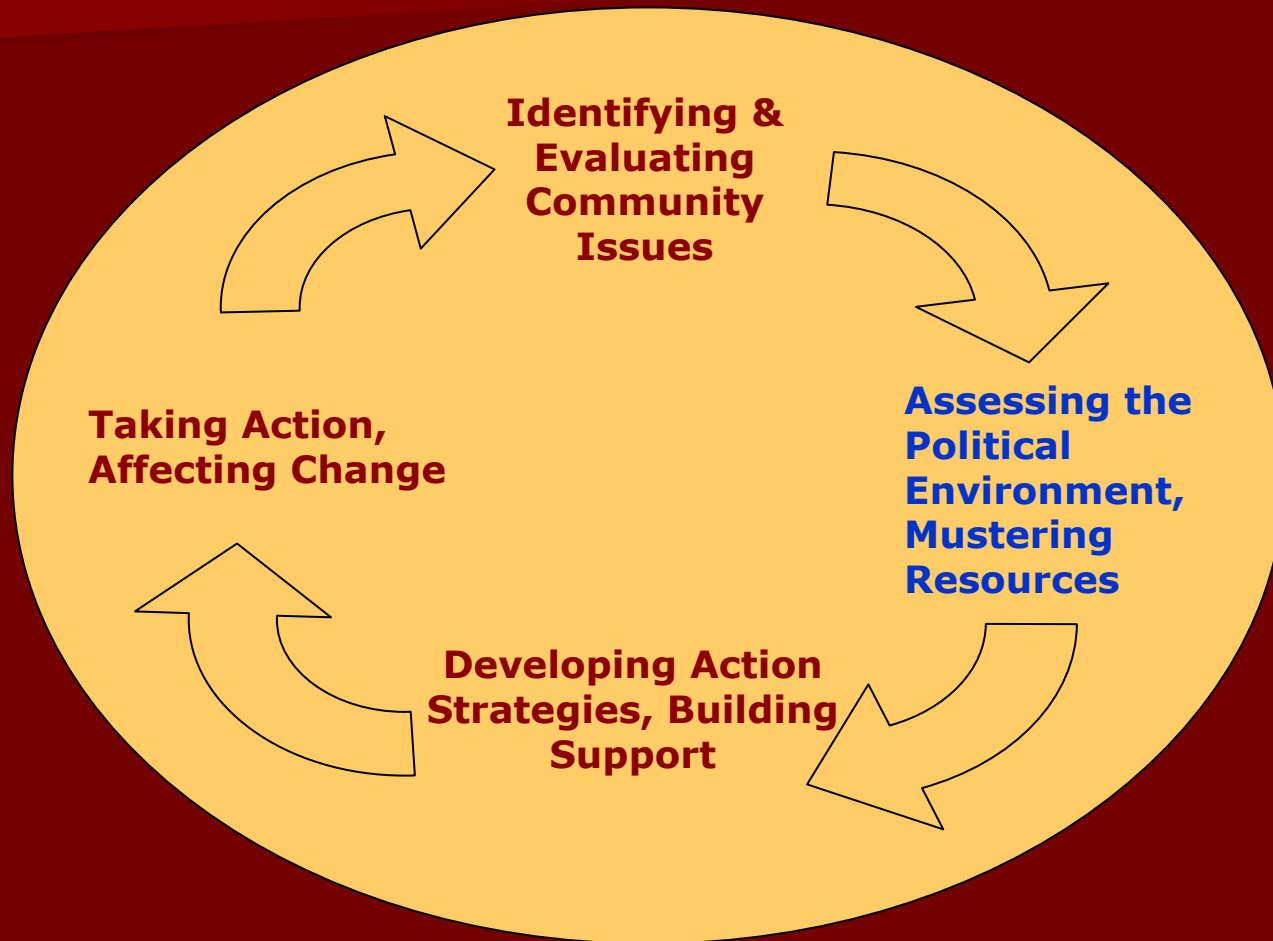 Identifying &
Evaluating
Community
Issues
Assessing the
Political
Environment,
Mustering
Resources
Developing Action
Strategies, Building
Support
Taking Action,
Affecting Change